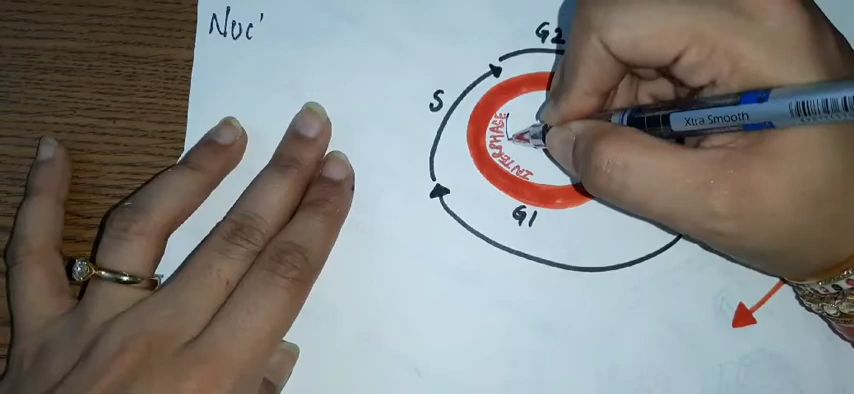 Nuc'
G2
S
INTERPHASE
G1
Xtra Smooth